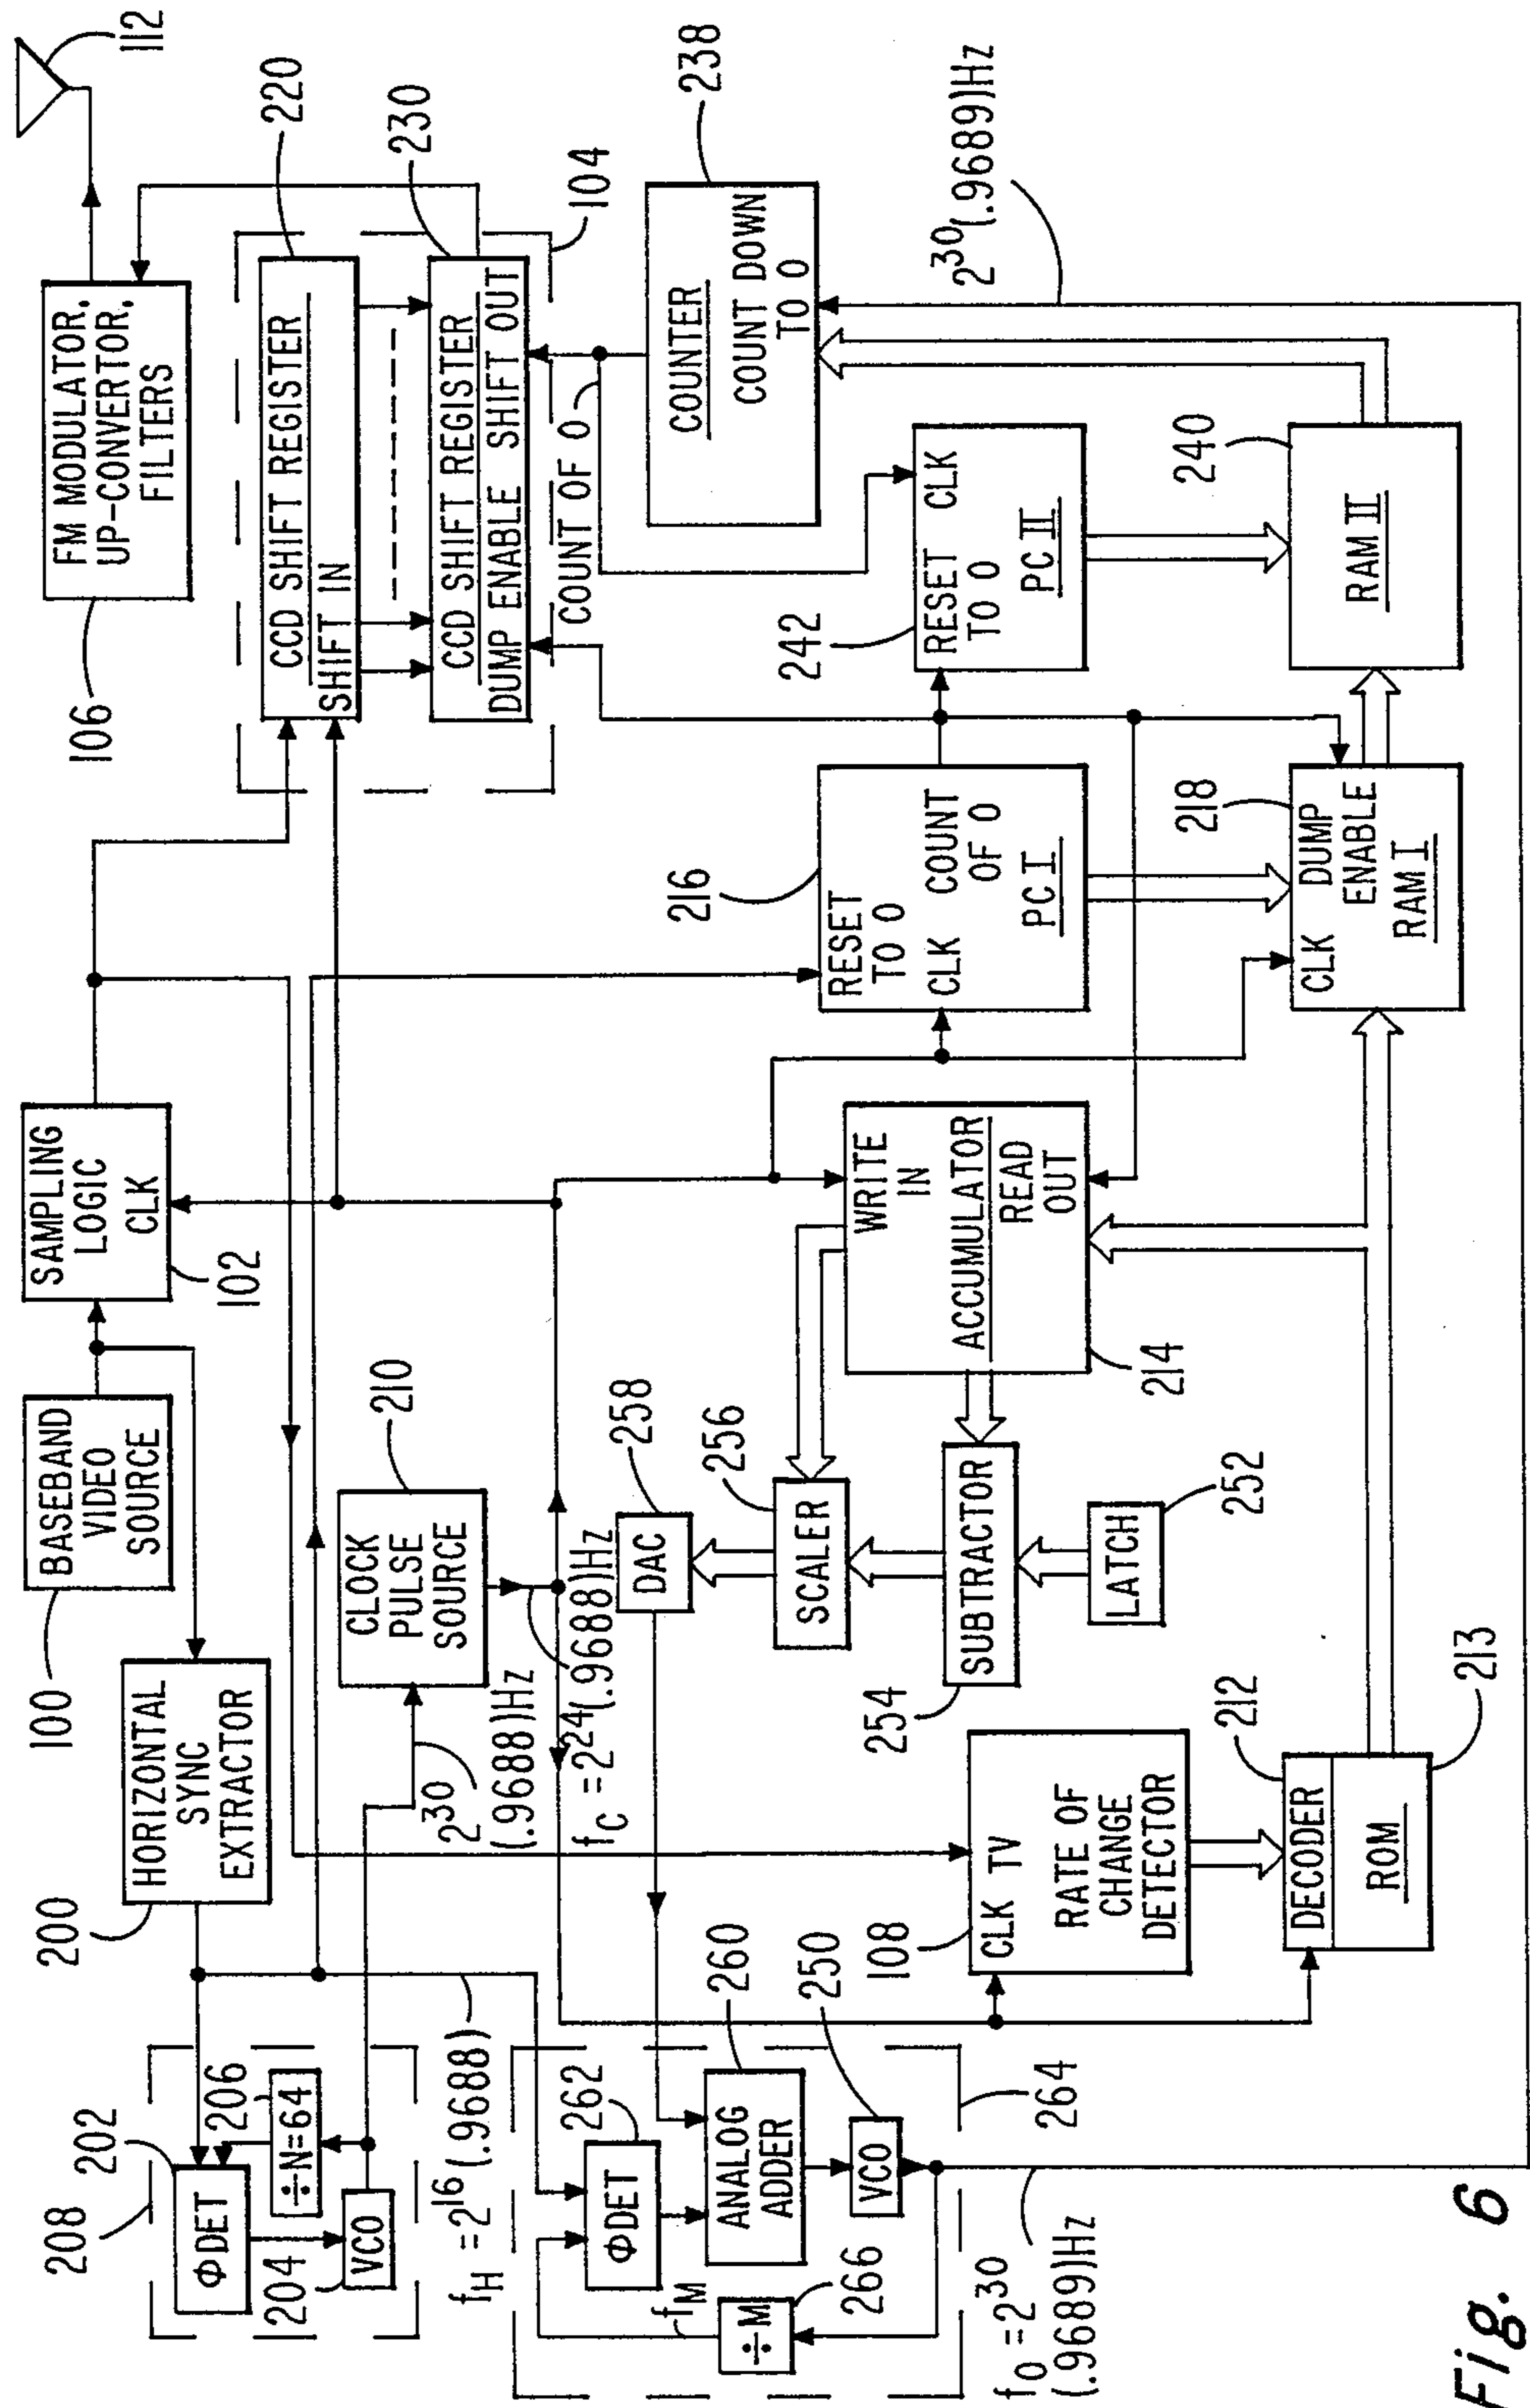 208
202
ΦDET
206
÷N=64
204
VCO
200
HORIZONTAL
SYNC
EXTRACTOR
100
BASEBAND
VIDEO
SOURCE
SAMPLING
LOGIC
CLK
102
FM MODULATOR,
UP-CONVERTOR,
FILTERS
106
112
CCD SHIFT REGISTER
SHIFT IN
220
CCD SHIFT REGISTER
DUMP ENABLE SHIFT OUT
230
104
COUNT OF 0
210
CLOCK
PULSE
SOURCE
2^30
(.9688)Hz
f_C = 2^24(.9688)Hz
f_H = 2^16(.9688)
262
ΦDET
f_M
÷M
266
260
ANALOG
ADDER
250
VCO
264
f_O = 2^30
(.9689)Hz
258
DAC
256
SCALER
254
SUBTRACTOR
LATCH
252
WRITE
IN
ACCUMULATOR
READ
OUT
214
216
RESET
TO 0
CLK COUNT
OF 0
PC I
242
RESET CLK
TO 0
PC II
COUNTER
COUNT DOWN
TO 0
238
2^30(.9689)Hz
108
CLK TV
RATE OF
CHANGE
DETECTOR
212
DECODER
ROM
213
218
CLK DUMP
ENABLE
RAM I
240
RAM II
Fig. 6